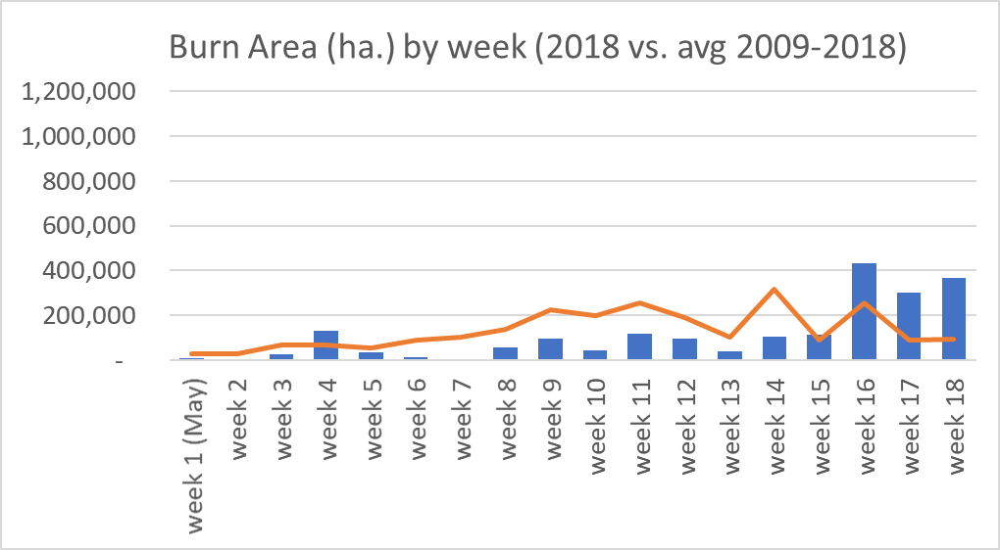 Burn Area (ha.) by week (2018 vs. avg 2009-2018)
1,200,000
1,000,000
800,000
600,000
400,000
200,000
-
week 1 (May)
week 2
week 3
week 4
week 5
week 6
week 7
week 8
week 9
week 10
week 11
week 12
week 13
week 14
week 15
week 16
week 17
week 18